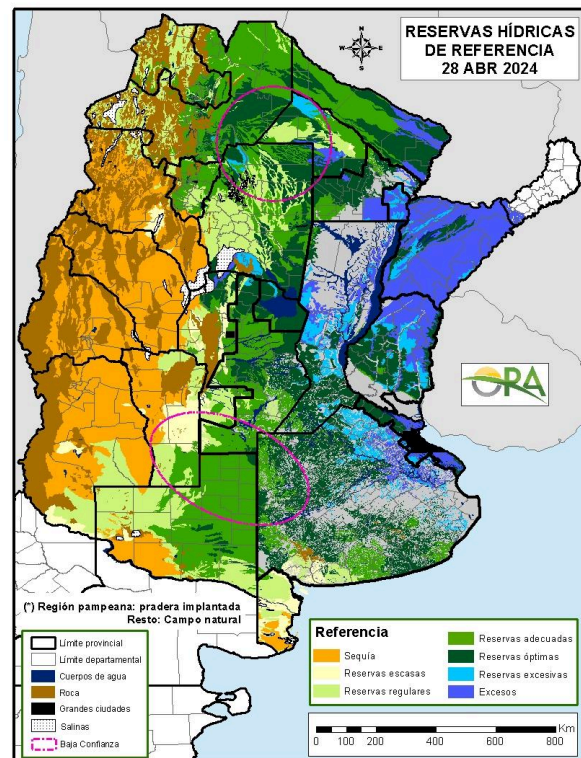 RESERVAS HÍDRICAS
DE REFERENCIA
28 ABR 2024
N
W E
S
ORA
(*) Región pampeana: pradera implantada
Resto: Campo natural
Límite provincial
Límite departamental
Cuerpos de agua
Roca
Grandes ciudades
Salinas
Baja Confianza
Referencia
Sequía
Reservas escasas
Reservas regulares
Reservas adecuadas
Reservas óptimas
Reservas excesivas
Excesos
Km
0 100 200 400 600 800